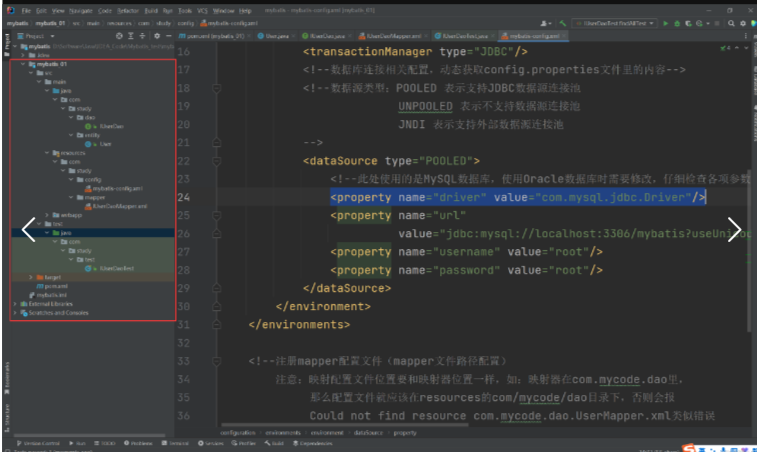 File Edit View Navigate Code Refactor Build Run Tools VCS Window Help
mybatis mybatis_01 src main resources com study config mybatis-config.xml
Project
pom.xml (mybatis_01) User.java IUserDao.java IUserDaoMapper.xml IUserDaoTest.java mybatis-config.xml
mybatis
.idea
mybatis_01
src
main
java
com
study
dao
IUserDao
entity
User
resources
com
study
config
mybatis-config.xml
mapper
IUserDaoMapper.xml
webapp
test
java
com
study
test
IUserDaoTest
target
pom.xml
mybatis.iml
External Libraries
Scratches and Consoles
16 <transactionManager type="JDBC"/>
17 <!--数据库连接相关配置，动态获取config.properties文件里的内容-->
18 <!--数据源类型：POOLED 表示支持JDBC数据源连接池
19 UNPOOLED 表示不支持数据源连接池
20 JNDI 表示支持外部数据源连接池
21 -->
22 <dataSource type="POOLED">
23 <!--此处使用的是MySQL数据库，使用Oracle数据库时需要修改，仔细检查各项参数
24 <property name="driver" value="com.mysql.jdbc.Driver"/>
25 <property name="url"
26 value="jdbc:mysql://localhost:3306/mybatis?useUni
27 <property name="username" value="root"/>
28 <property name="password" value="root"/>
29 </dataSource>
30 </environment>
31 </environments>
32
33 <!--注册mapper配置文件（mapper文件路径配置）
34 注意：映射配置文件位置要和映射器位置一样，如：映射器在com.mycode.dao里，
35 那么配置文件就应该在resources的com/mycode/dao目录下，否则会报
36 Could not find resource com.mycode.dao.UserMapper.xml类似错误
configuration environments environment dataSource property
Version Control Run TODO Problems Terminal Services Profiler Build Dependencies